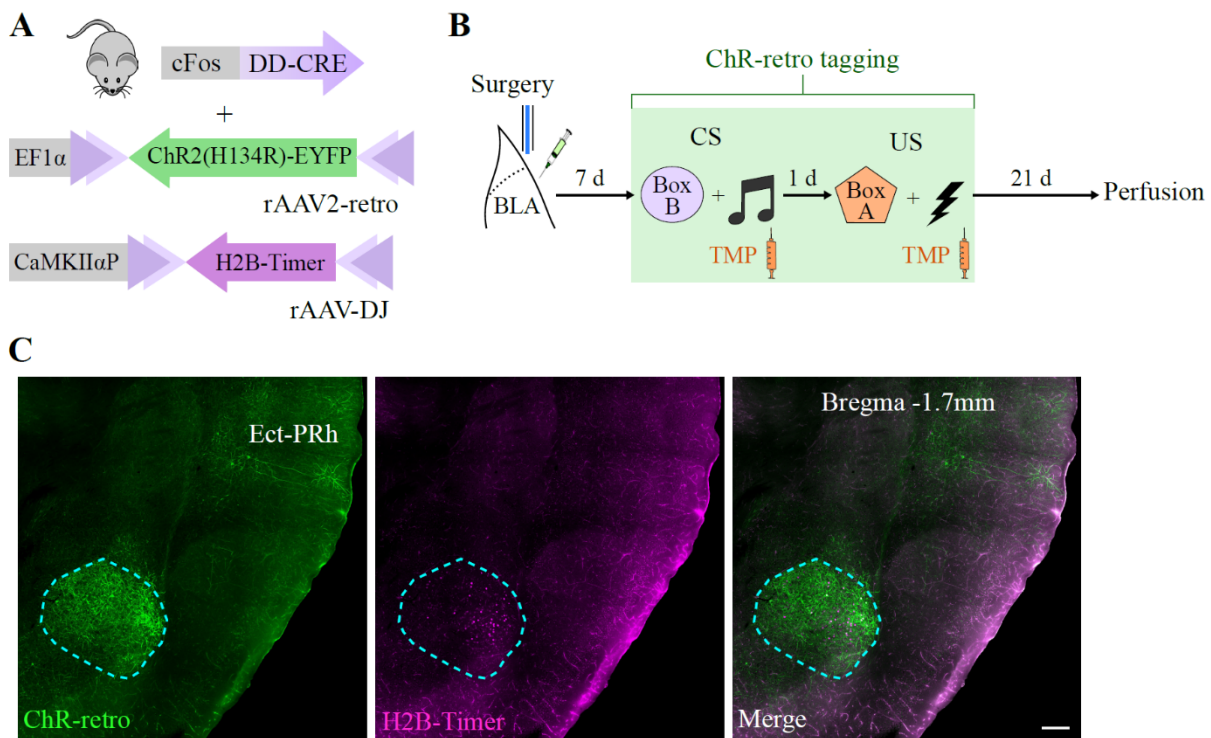 A
cFos DD-CRE
+
EF1α ChR2(H134R)-EYFP
rAAV2-retro
CaMKIIαP H2B-Timer
rAAV-DJ
B
ChR-retro tagging
Surgery
CS US
BLA 7 d Box B + 1 d Box A + 21 d Perfusion
TMP TMP
C
Ect-PRh Bregma -1.7mm
ChR-retro H2B-Timer Merge